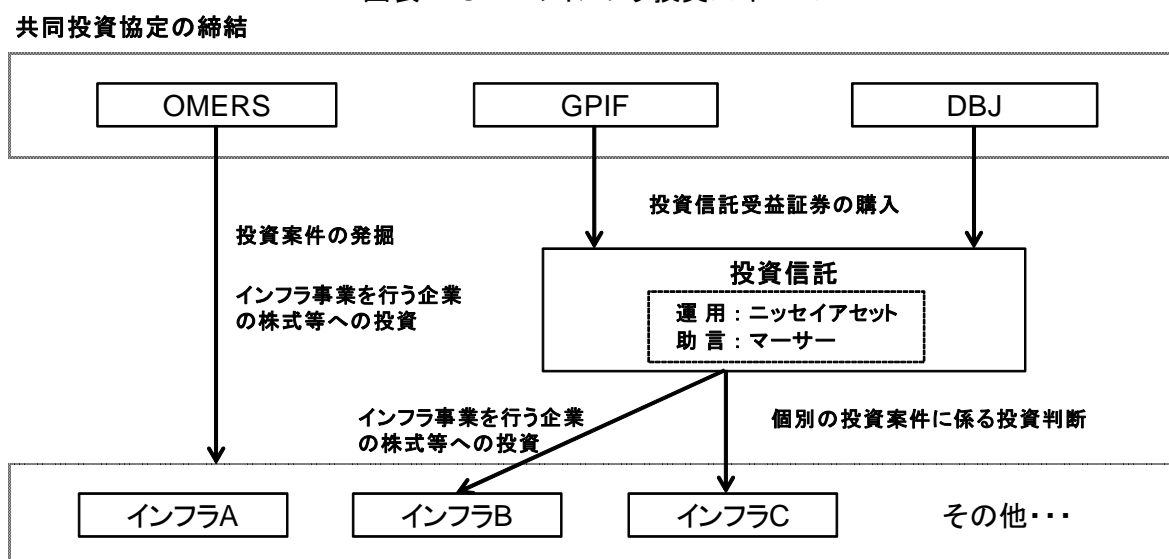 共同投資協定の締結
OMERS
GPIF
DBJ
投資信託受益証券の購入
投資案件の発掘
インフラ事業を行う企業
の株式等への投資
投資信託
運 用 : ニッセイアセット
助 言 : マーサー
インフラ事業を行う企業
の株式等への投資
個別の投資案件に係る投資判断
インフラA
インフラB
インフラC
その他・・・